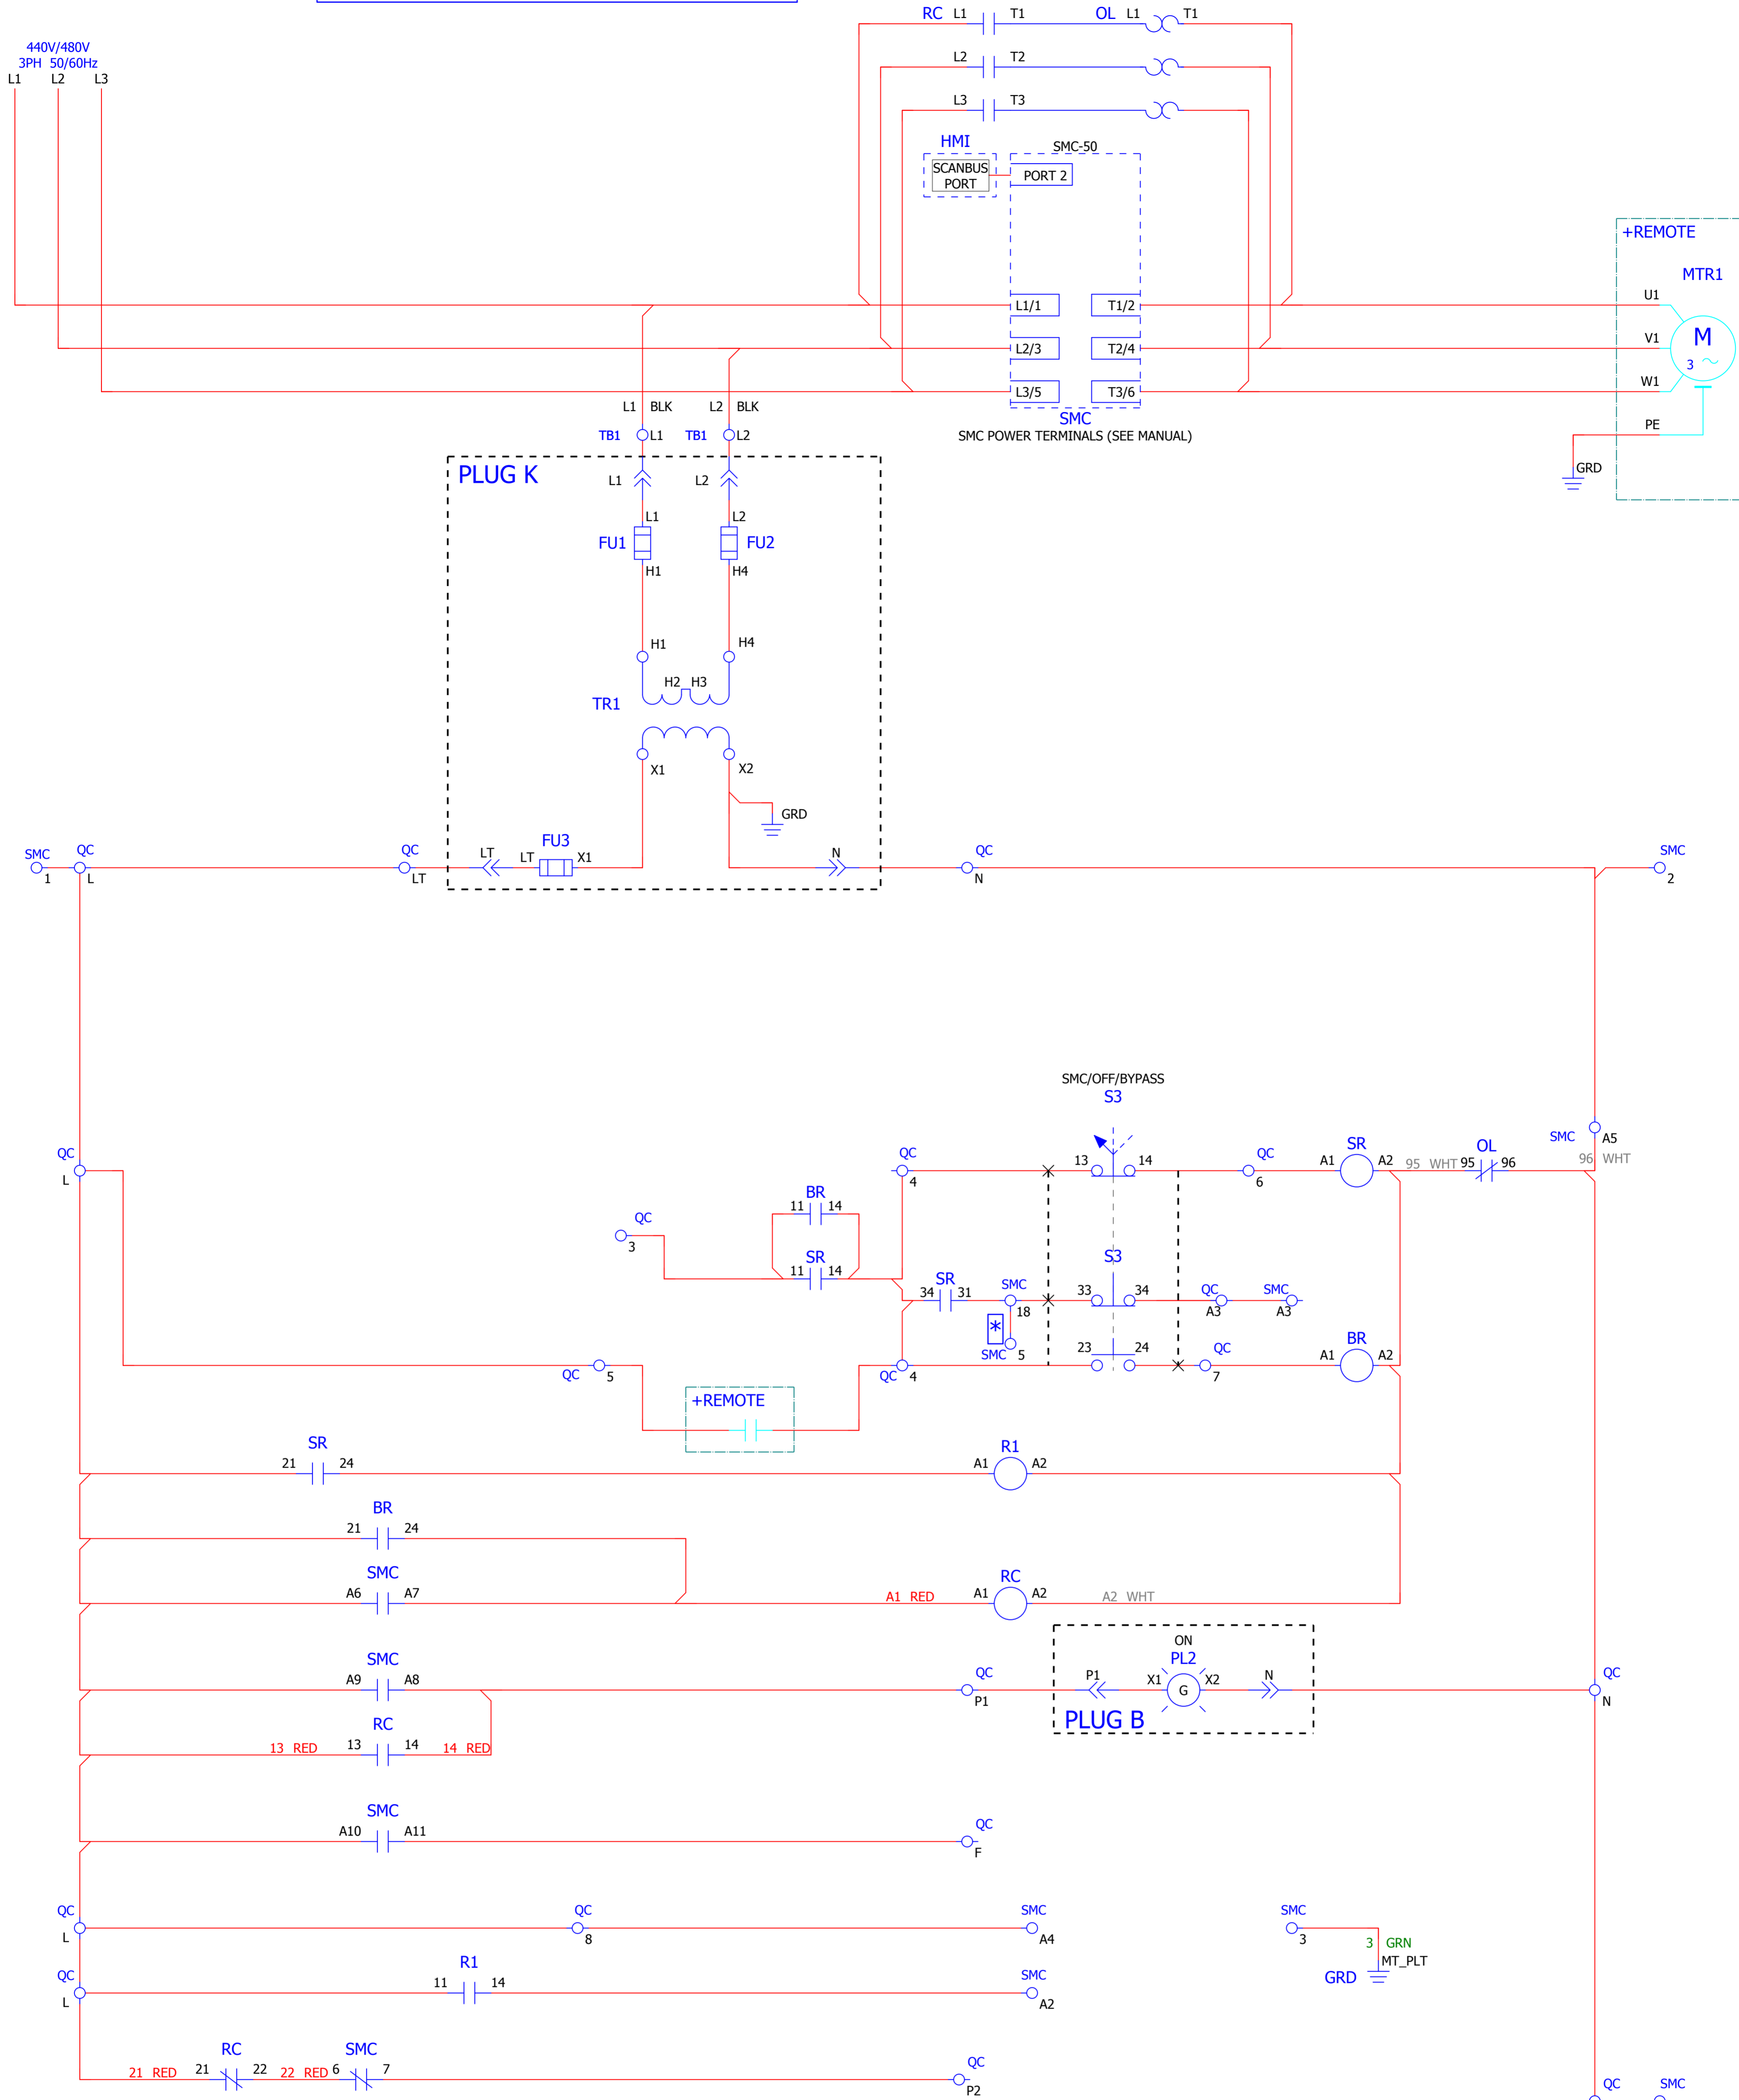 RC L1 T1 OL L1 T1
440V/480V
3PH 50/60Hz
L1 L2 L3
L2 T2
L3 T3
HMI
SMC-50
SCANBUS
PORT
PORT 2
+REMOTE
MTR1
L1/1 T1/2 U1
L2/3 T2/4 V1
M
3
L3/5 T3/6 W1
L1 BLK L2 BLK
SMC
SMC POWER TERMINALS (SEE MANUAL)
PE
GRD
TB1 L1 TB1 L2
PLUG K
L1 L2
L1 L2
FU1 FU2
H1 H4
H1 H4
H2 H3
TR1
X1 X2
GRD
SMC QC QC FU3 QC SMC
LT LT X1 N
1 L LT N 2
SMC/OFF/BYPASS
S3
SMC A5
QC QC 13 14 QC SR OL
A1 A2 95 WHT 95 96 96 WHT
L 4 6
BR
11 14
QC
3
SR
11 14
S3
SR SMC QC SMC
34 31 33 34
18 A3 A3
*
SMC 5
23 24 QC BR
A1 A2
QC 5 QC 4 7
+REMOTE
SR R1
21 24 A1 A2
BR
21 24
SMC RC
A6 A7 A1 RED A1 A2 A2 WHT
ON
SMC QC PL2 QC
A9 A8 P1 X1 X2 N
G
P1 N
PLUG B
RC
13 RED 13 14 14 RED
SMC QC
A10 A11
F
QC QC SMC SMC
L 8 A4 3
3 GRN
MT_PLT
GRD
QC R1 SMC
11 14
L A2
RC SMC QC
21 RED 21 22 22 RED 6 7
P2
QC SMC